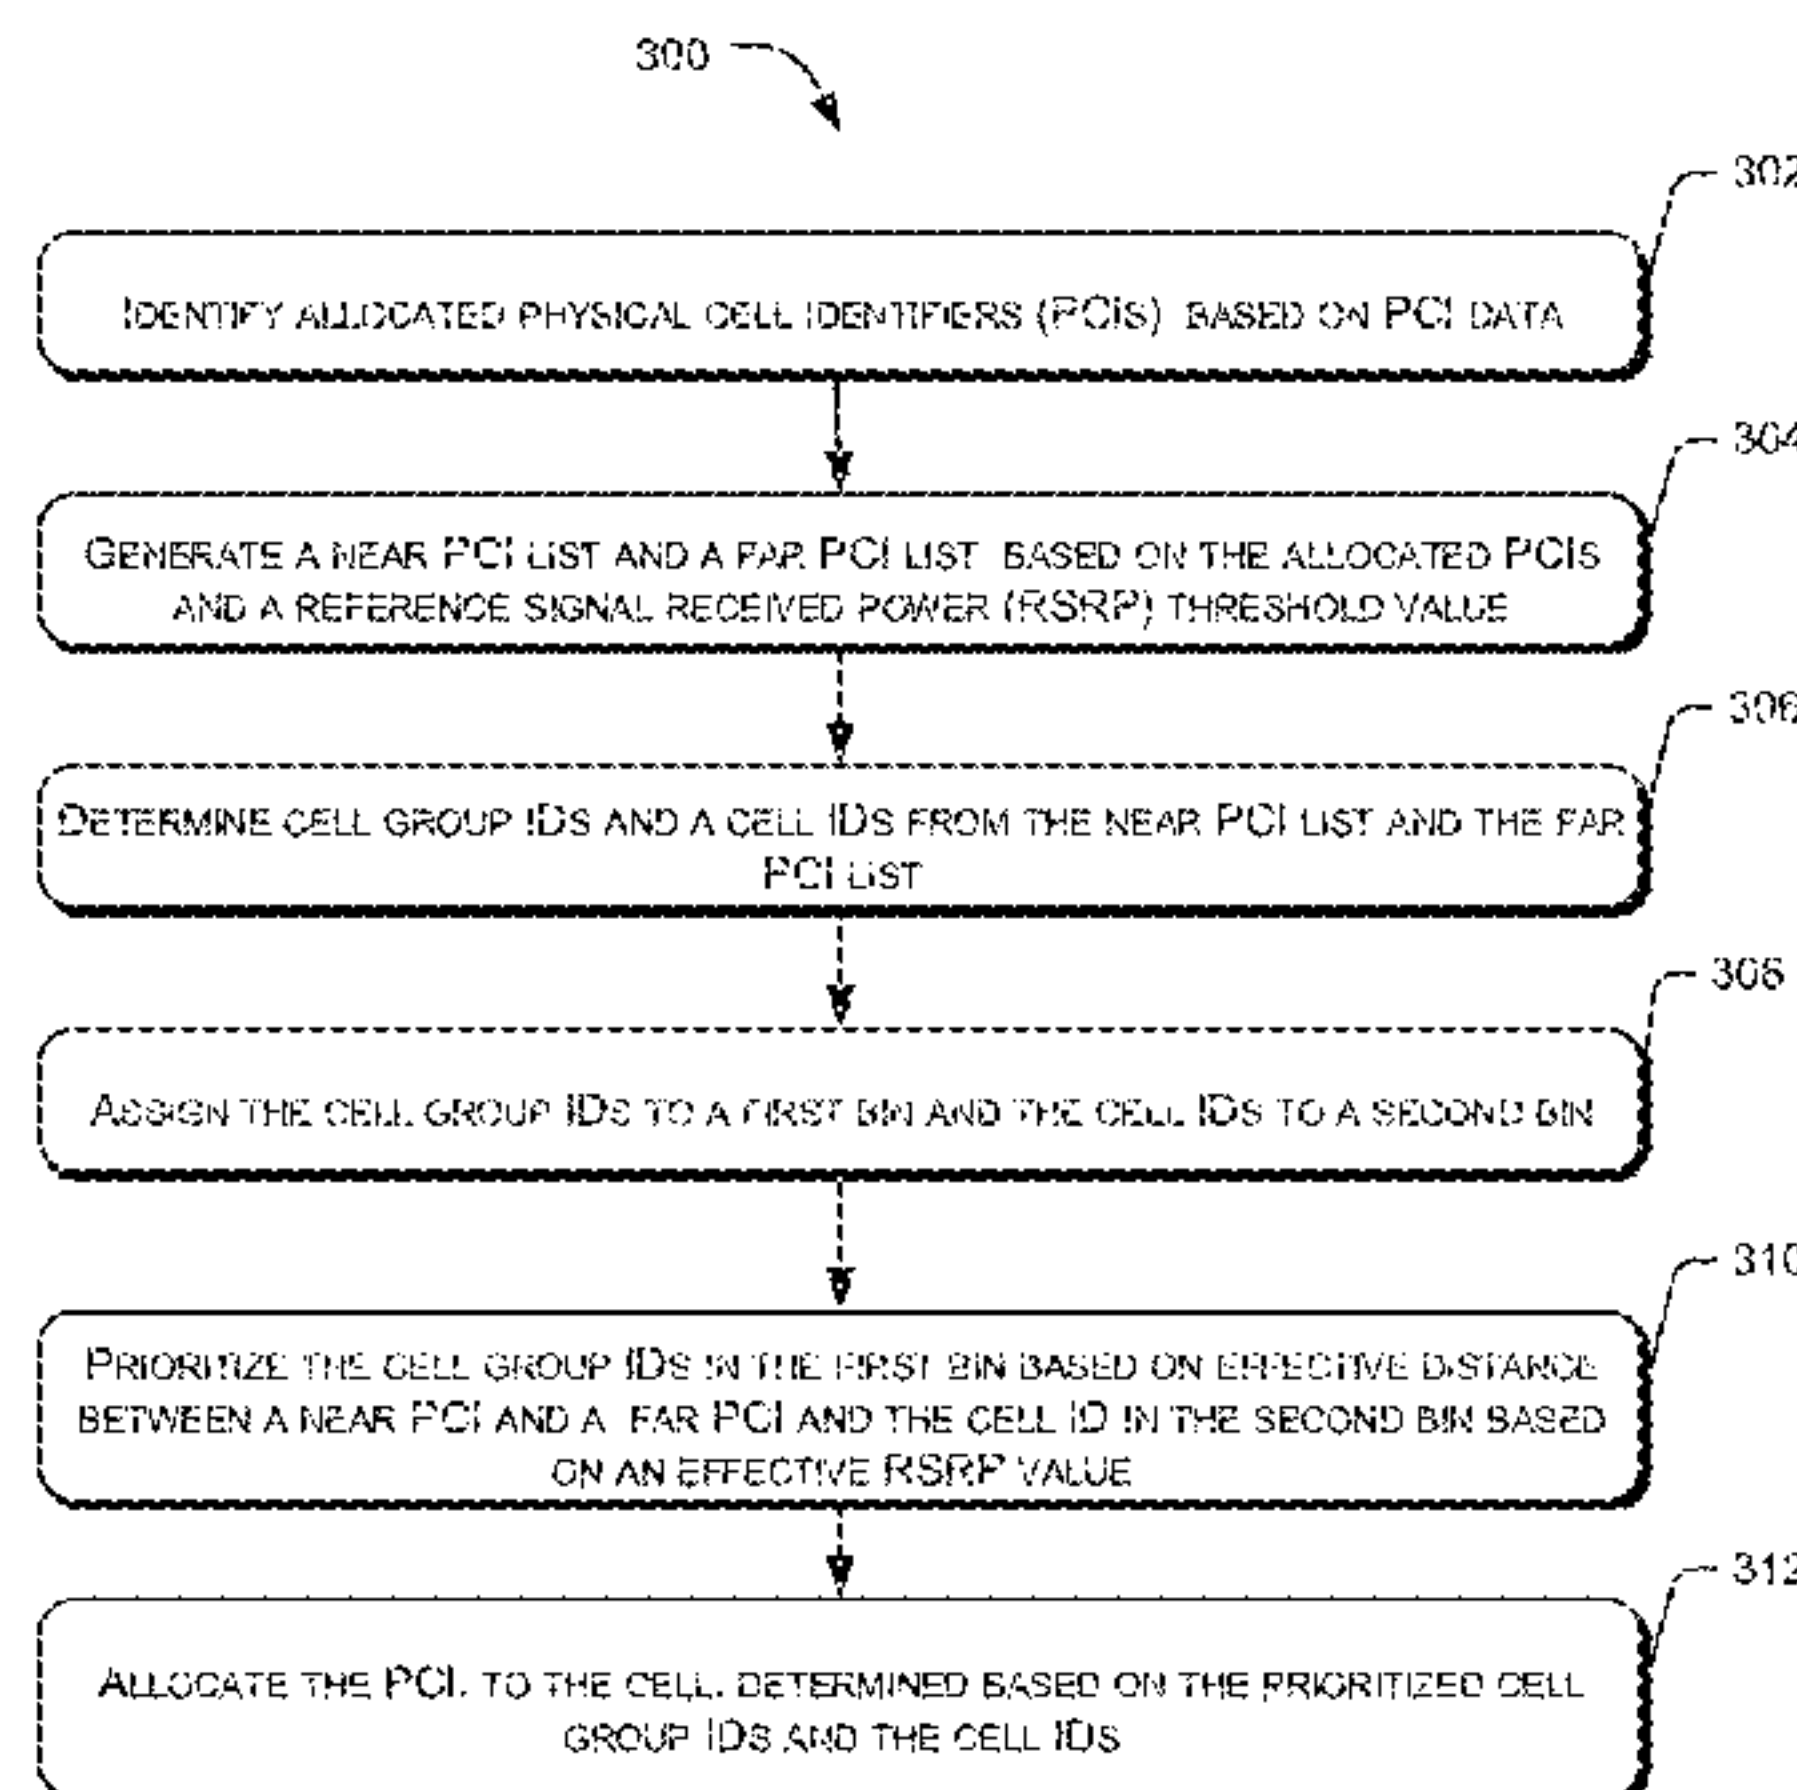 300
302
IDENTIFY ALLOCATED PHYSICAL CELL IDENTIFIERS (PCIS) BASED ON PCI DATA
304
GENERATE A NEAR PCI LIST AND A FAR PCI LIST BASED ON THE ALLOCATED PCIS
AND A REFERENCE SIGNAL RECEIVED POWER (RSRP) THRESHOLD VALUE
306
DETERMINE CELL GROUP IDS AND A CELL IDS FROM THE NEAR PCI LIST AND THE FAR
PCI LIST
308
ASSIGN THE CELL GROUP IDS TO A FIRST BIN AND THE CELL IDS TO A SECOND BIN
310
PRIORITIZE THE CELL GROUP IDS IN THE FIRST BIN BASED ON EFFECTIVE DISTANCE
BETWEEN A NEAR PCI AND A FAR PCI AND THE CELL ID IN THE SECOND BIN BASED
ON AN EFFECTIVE RSRP VALUE
312
ALLOCATE THE PCI, TO THE CELL, DETERMINED BASED ON THE PRIORITIZED CELL
GROUP IDS AND THE CELL IDS